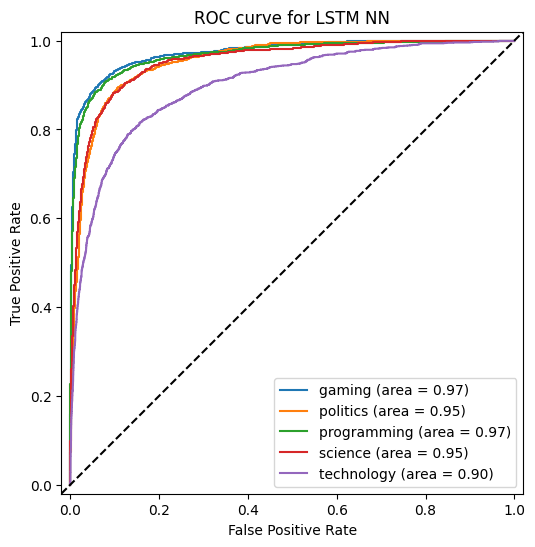 ROC curve for LSTM NN
True Positive Rate
1.0
0.8
0.6
0.4
0.2
0.0
gaming (area = 0.97)
politics (area = 0.95)
programming (area = 0.97)
science (area = 0.95)
technology (area = 0.90)
0.0 0.2 0.4 0.6 0.8 1.0
False Positive Rate